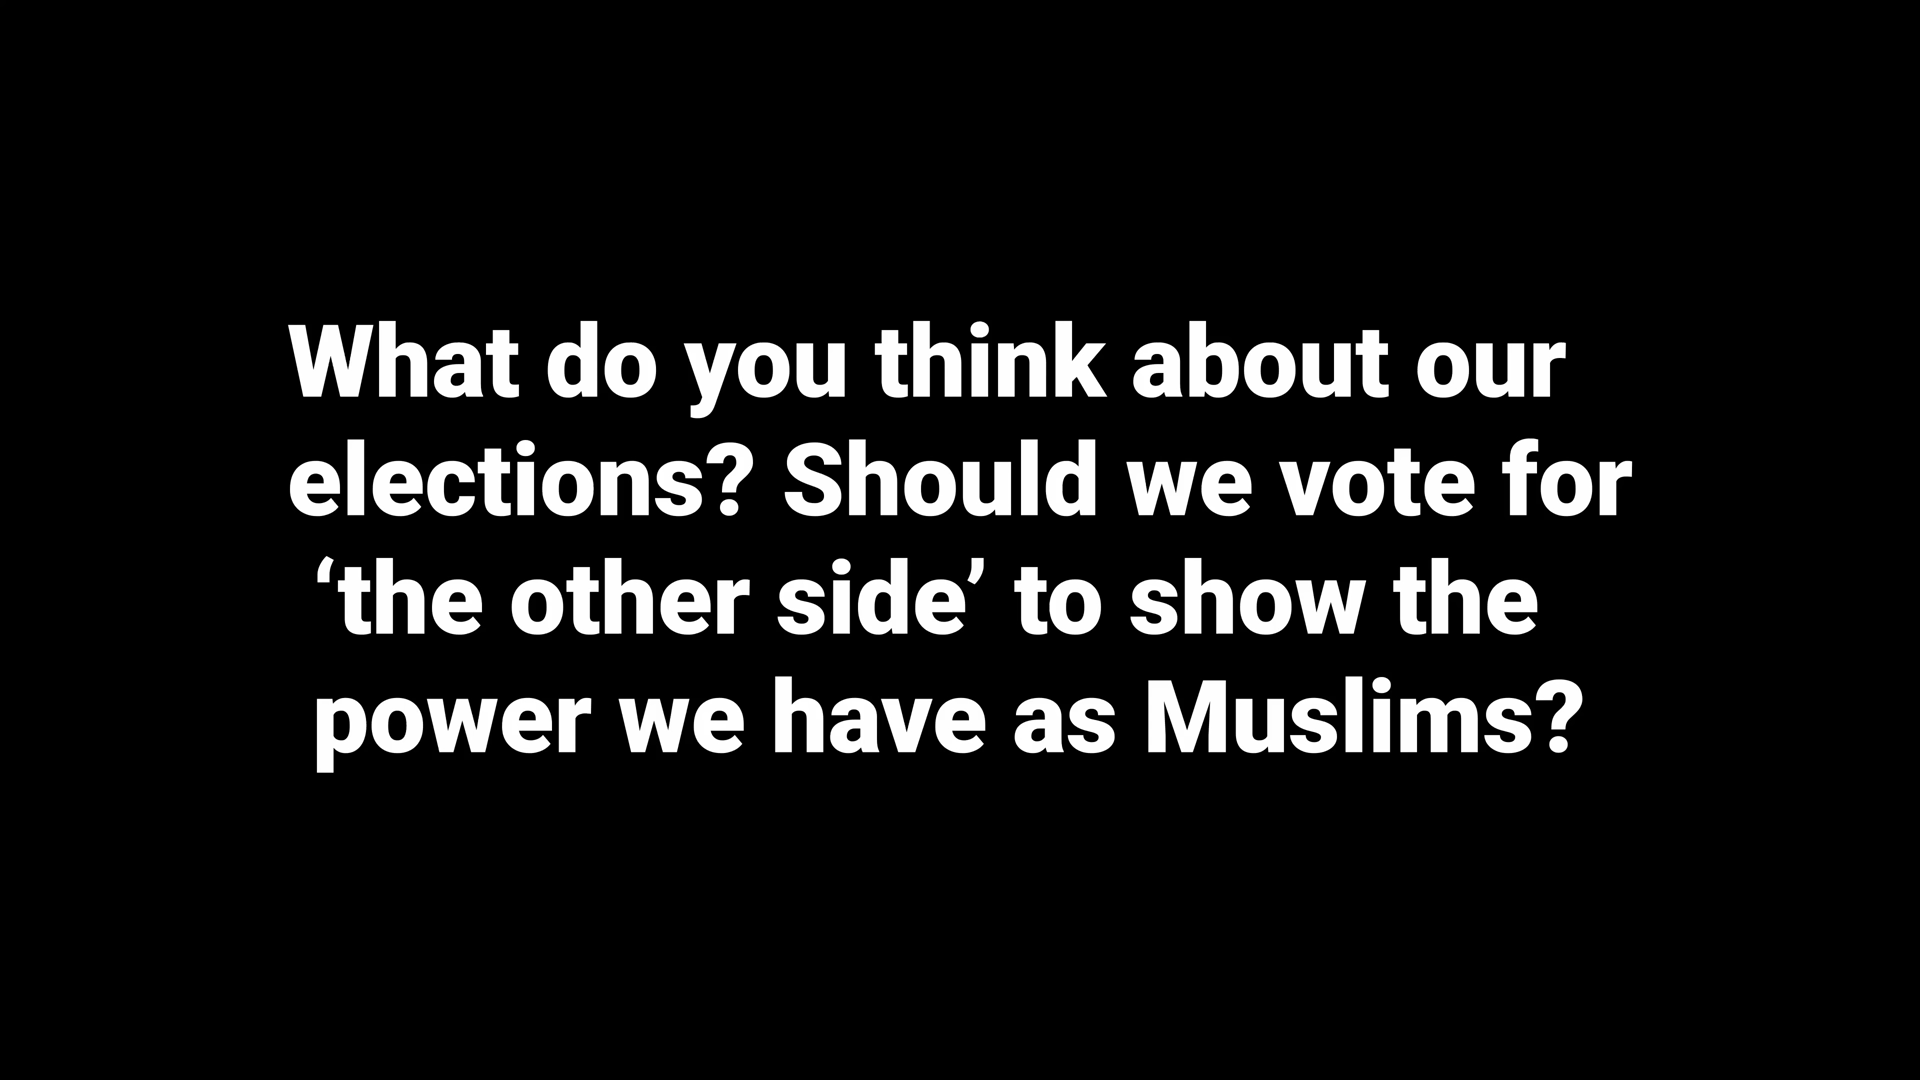 What do you think about our
elections? Should we vote for
‘the other side’ to show the
power we have as Muslims?